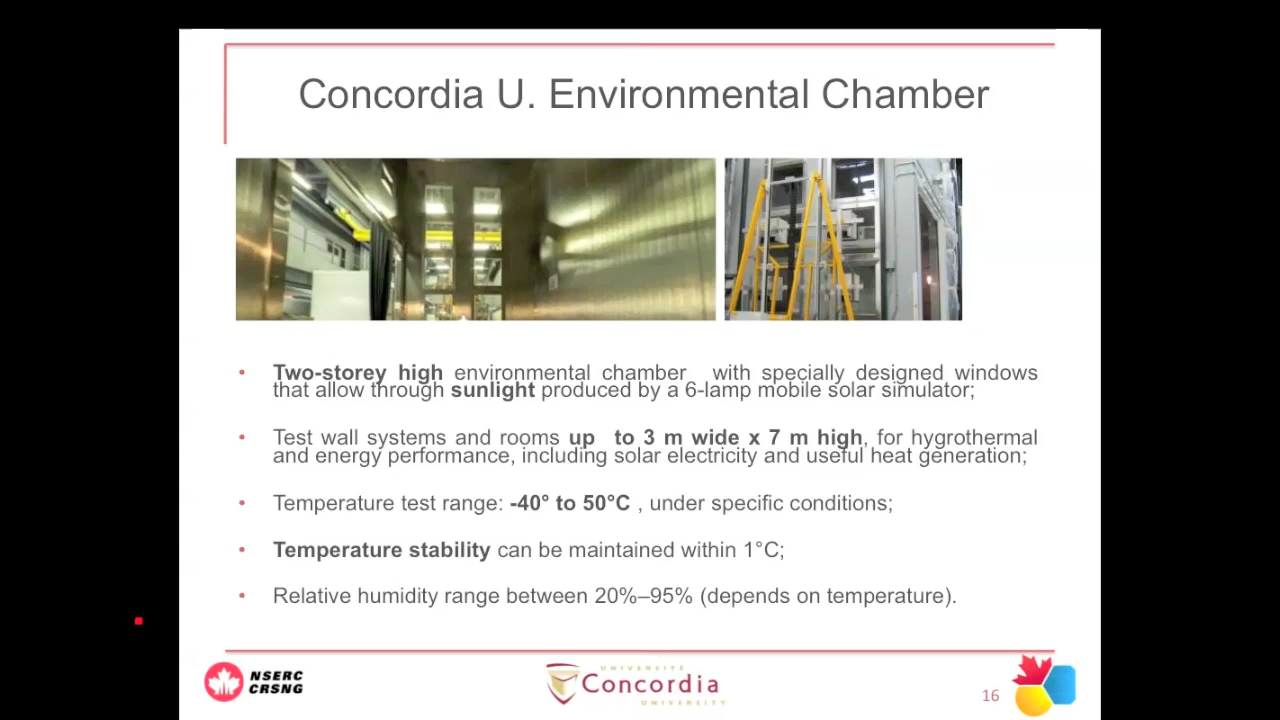 Concordia U. Environmental Chamber
• Two-storey high environmental chamber with specially designed windows
that allow through sunlight produced by a 6-lamp mobile solar simulator;
• Test wall systems and rooms up to 3 m wide x 7 m high, for hygrothermal
and energy performance, including solar electricity and useful heat generation;
• Temperature test range: -40° to 50°C , under specific conditions;
• Temperature stability can be maintained within 1°C;
• Relative humidity range between 20%–95% (depends on temperature).
NSERC
CRSNG
UNIVERSITÉ
Concordia
UNIVERSITY
16